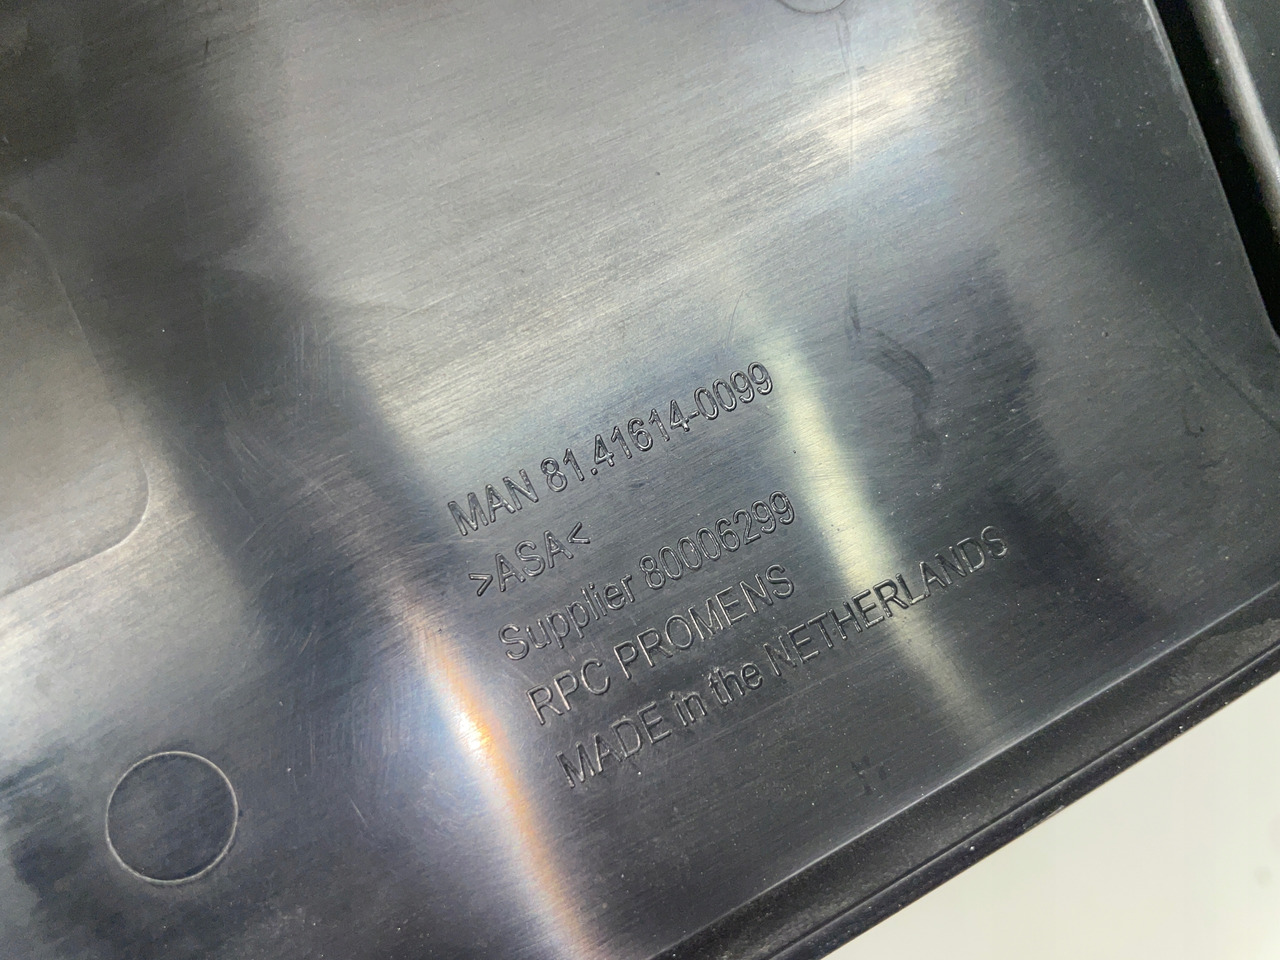 MAN 81.41614-0099
>ASA<
Supplier 80006299
RPC PROMENS
MADE in the NETHERLANDS